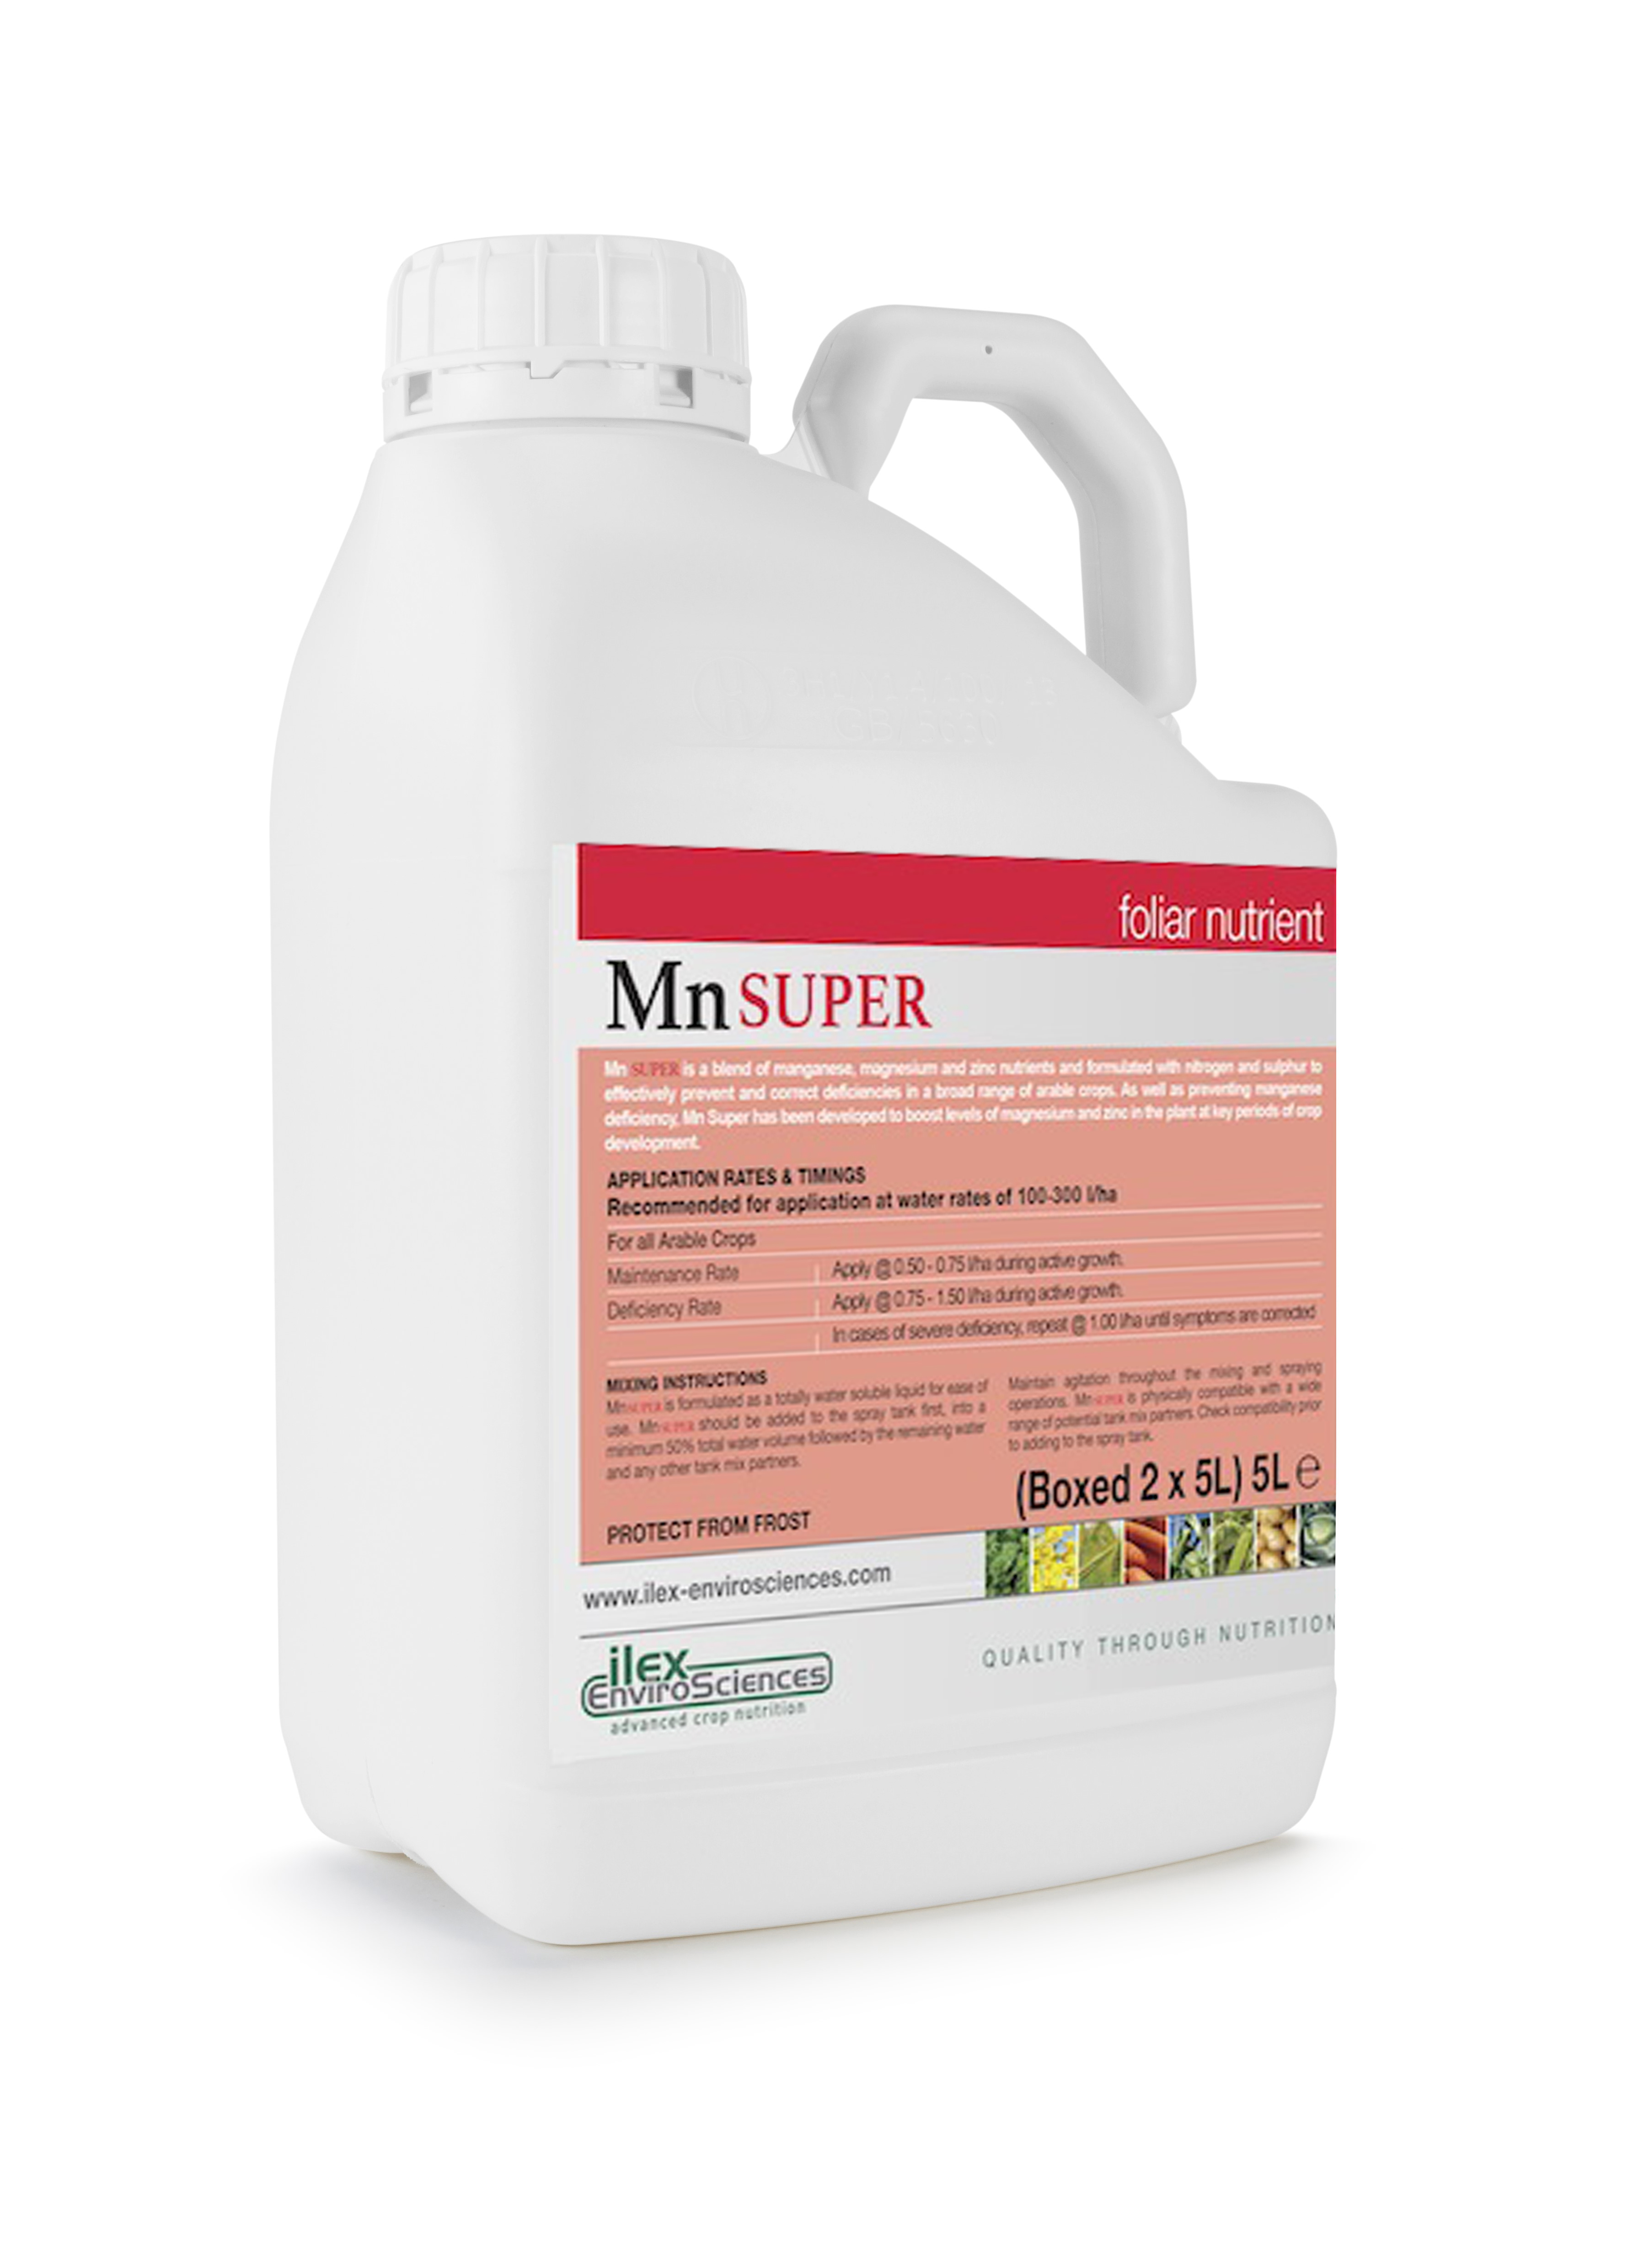 foliar nutrient
Mn SUPER
Mn SUPER is a blend of manganese, magnesium and zinc nutrients and formulated with nitrogen and sulphur to
effectively prevent and correct deficiencies in a broad range of arable crops. As well as preventing manganese
deficiency, Mn Super has been developed to boost levels of magnesium and zinc in the plant at key periods of crop
development.
APPLICATION RATES & TIMINGS
Recommended for application at water rates of 100-300 l/ha
For all Arable Crops
Maintenance Rate Apply @ 0.50 - 0.75 l/ha during active growth.
Deficiency Rate Apply @ 0.75 - 1.50 l/ha during active growth.
In cases of severe deficiency, repeat @ 1.00 l/ha until symptoms are corrected
MIXING INSTRUCTIONS
Mn SUPER is formulated as a totally water soluble liquid for ease of
use. Mn SUPER should be added to the spray tank first, into a
minimum 50% total water volume followed by the remaining water
and any other tank mix partners.
Maintain agitation throughout the mixing and spraying
operations. Mn SUPER is physically compatible with a wide
range of potential tank mix partners. Check compatibility prior
to adding to the spray tank.
(Boxed 2 x 5L) 5L ℮
PROTECT FROM FROST
www.ilex-envirosciences.com
QUALITY THROUGH NUTRITION
ilex
EnviroSciences
advanced crop nutrition